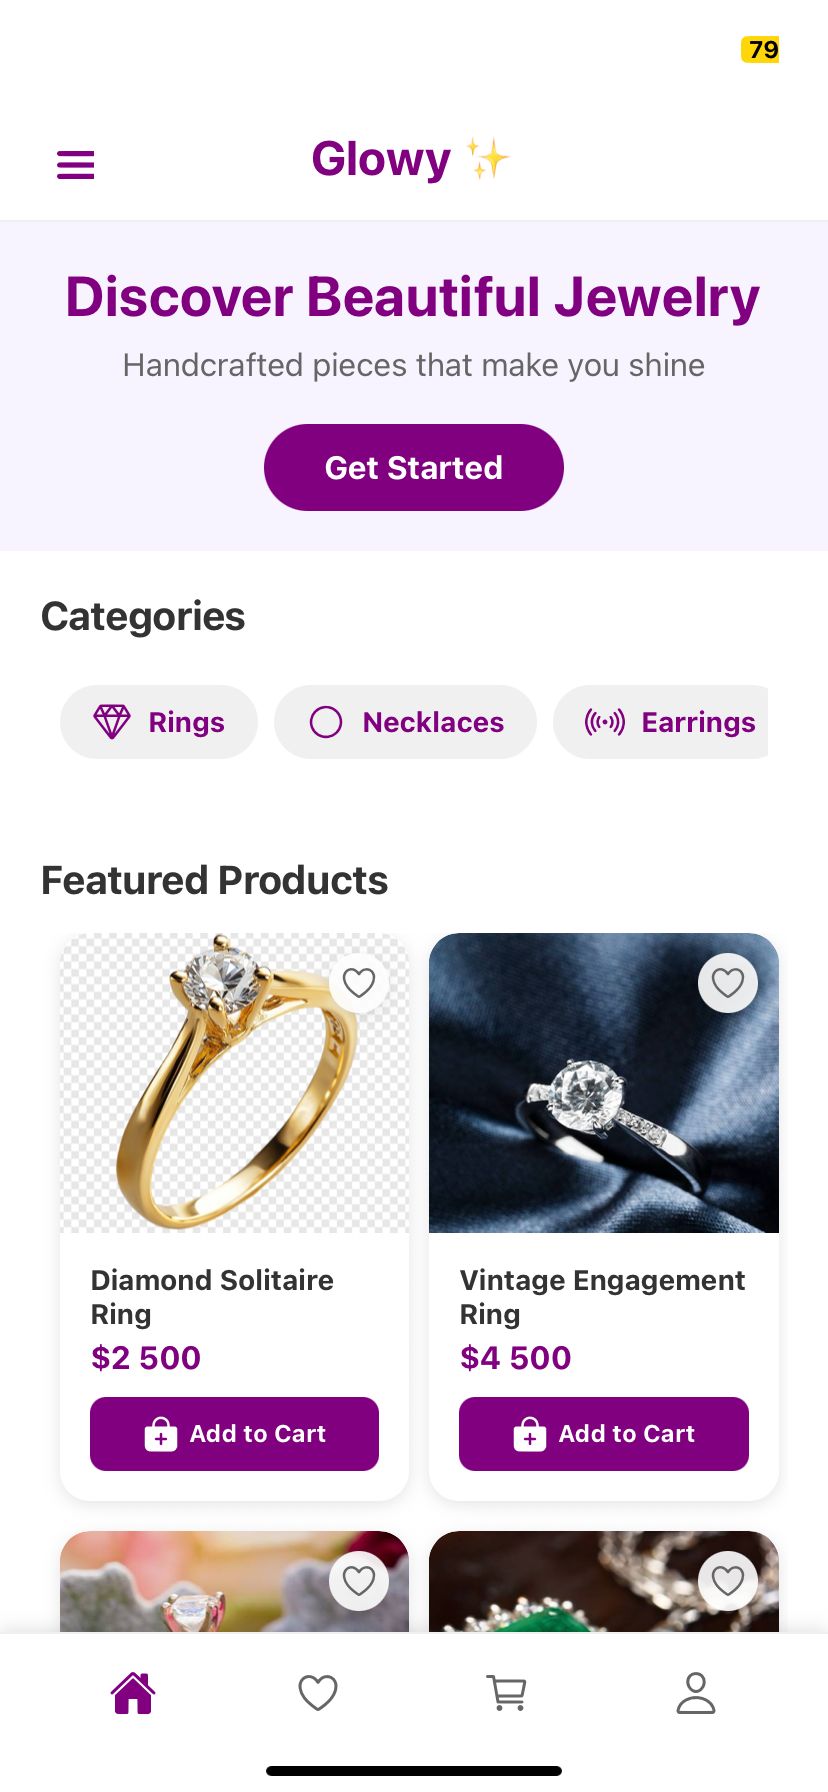 79
Glowy ✨
Discover Beautiful Jewelry
Handcrafted pieces that make you shine
Get Started
Categories
Rings
Necklaces
Earrings
Featured Products
Diamond Solitaire
Ring
$2 500
Add to Cart
Vintage Engagement
Ring
$4 500
Add to Cart